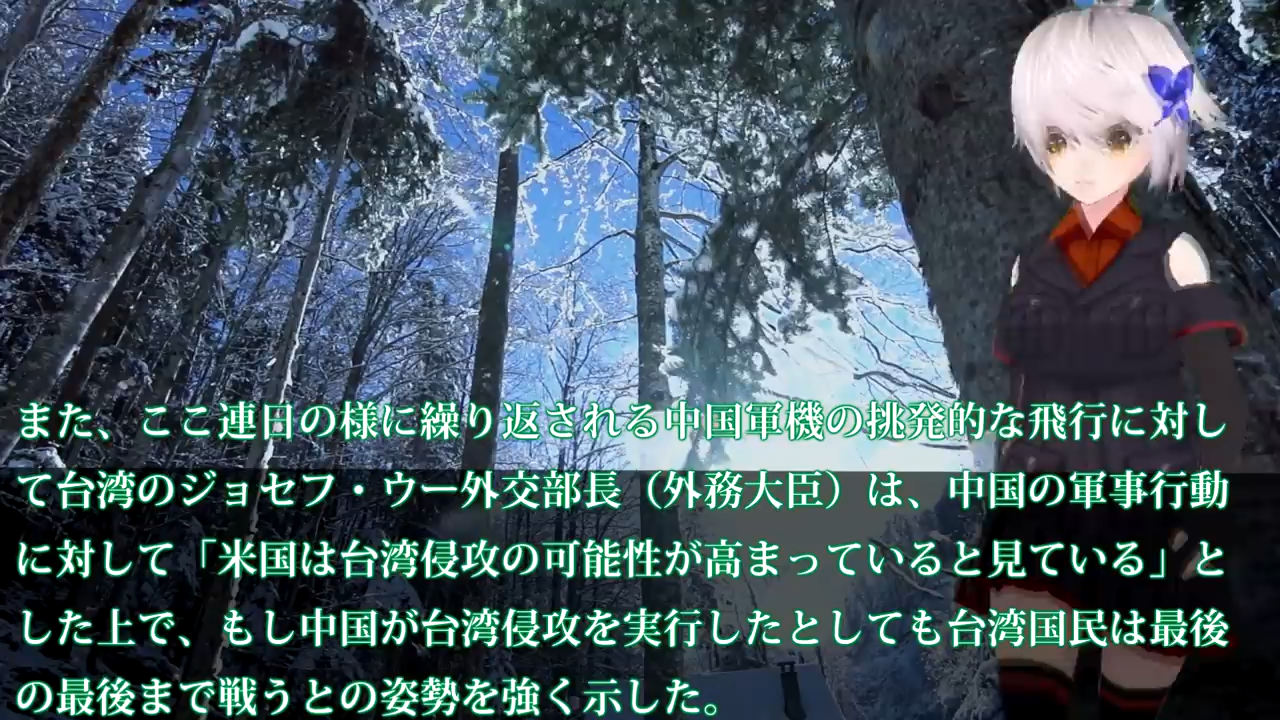 また、ここ連日の様に繰り返される中国軍機の挑発的な飛行に対し
て台湾のジョセフ・ウー外交部長（外務大臣）は、中国の軍事行動
に対して「米国は台湾侵攻の可能性が高まっていると見ている」と
した上で、もし中国が台湾侵攻を実行したとしても台湾国民は最後
の最後まで戦うとの姿勢を強く示した。